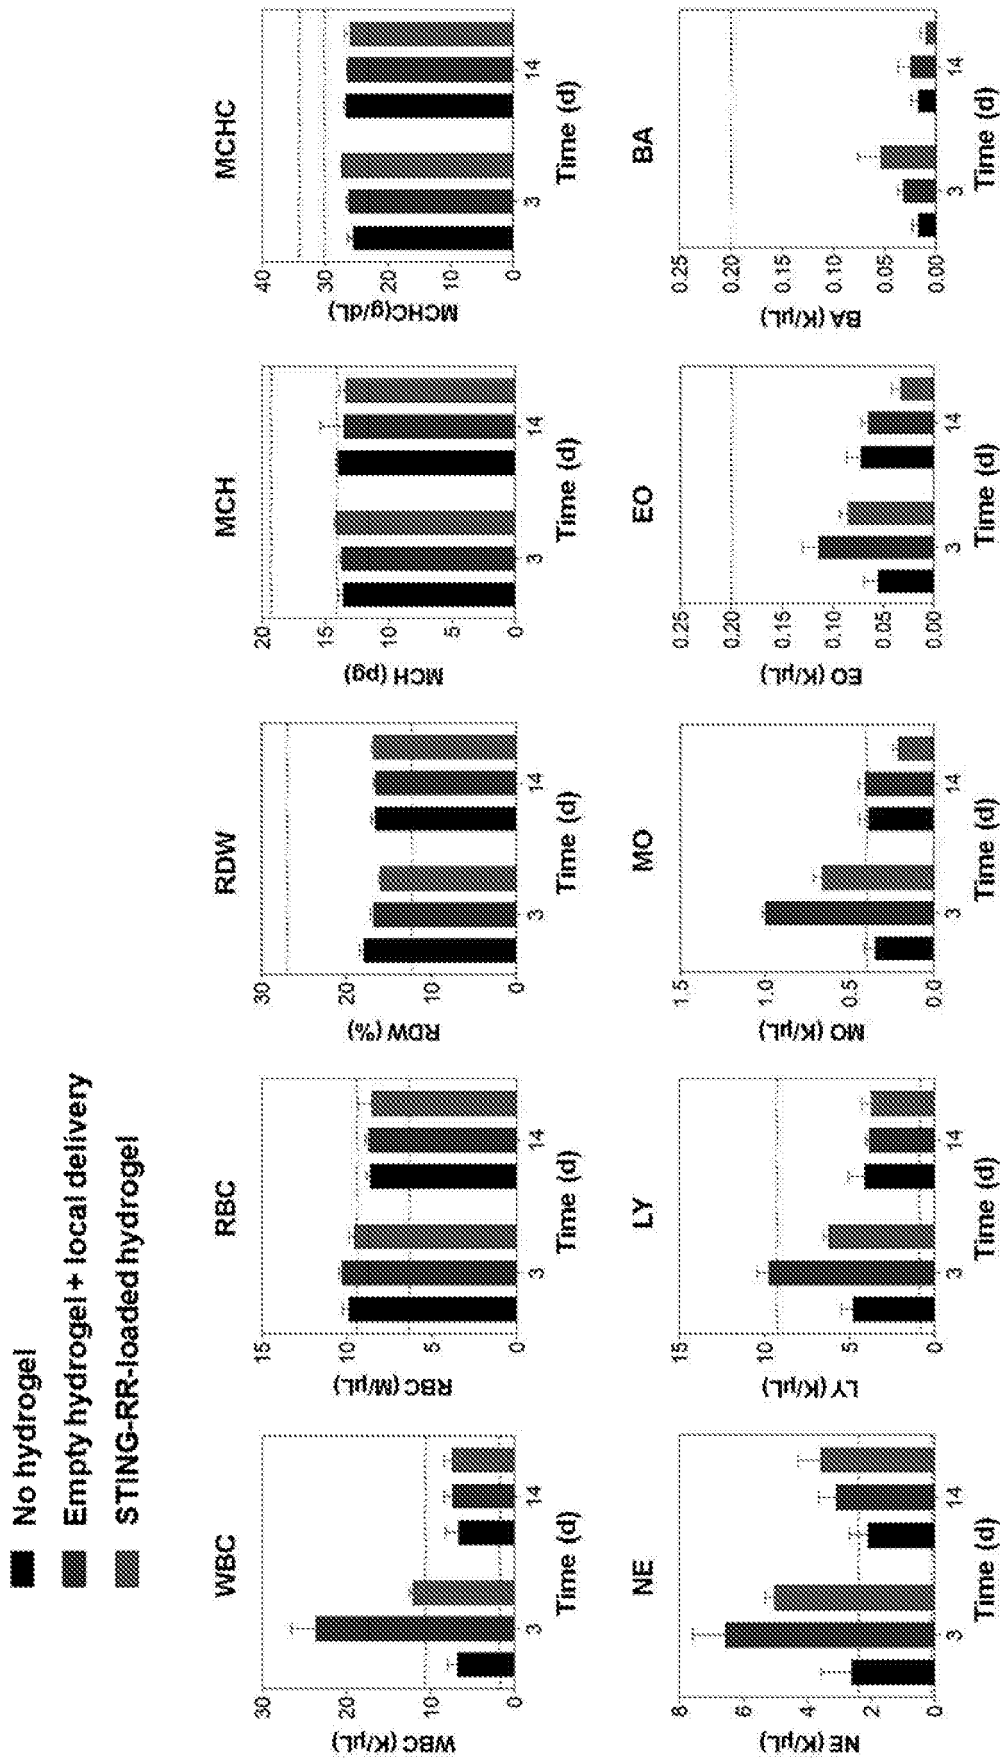 No hydrogel
Empty hydrogel + local delivery
STING-RR-loaded hydrogel
WBC
WBC (K/µL)
30
20
10
0
3
14
Time (d)
RBC
RBC (M/µL)
15
10
5
0
3
14
Time (d)
RDW
RDW (%)
30
20
10
0
3
14
Time (d)
MCH
MCH (pg)
20
15
10
5
0
3
14
Time (d)
MCHC
MCHC(g/dL)
40
30
20
10
0
3
14
Time (d)
NE
NE (K/µL)
8
6
4
2
0
3
14
Time (d)
LY
LY (K/µL)
15
10
5
0
3
14
Time (d)
MO
MO (K/µL)
1.5
1.0
0.5
0.0
3
14
Time (d)
EO
EO (K/µL)
0.25
0.20
0.15
0.10
0.05
0.00
3
14
Time (d)
BA
BA (K/µL)
0.25
0.20
0.15
0.10
0.05
0.00
3
14
Time (d)